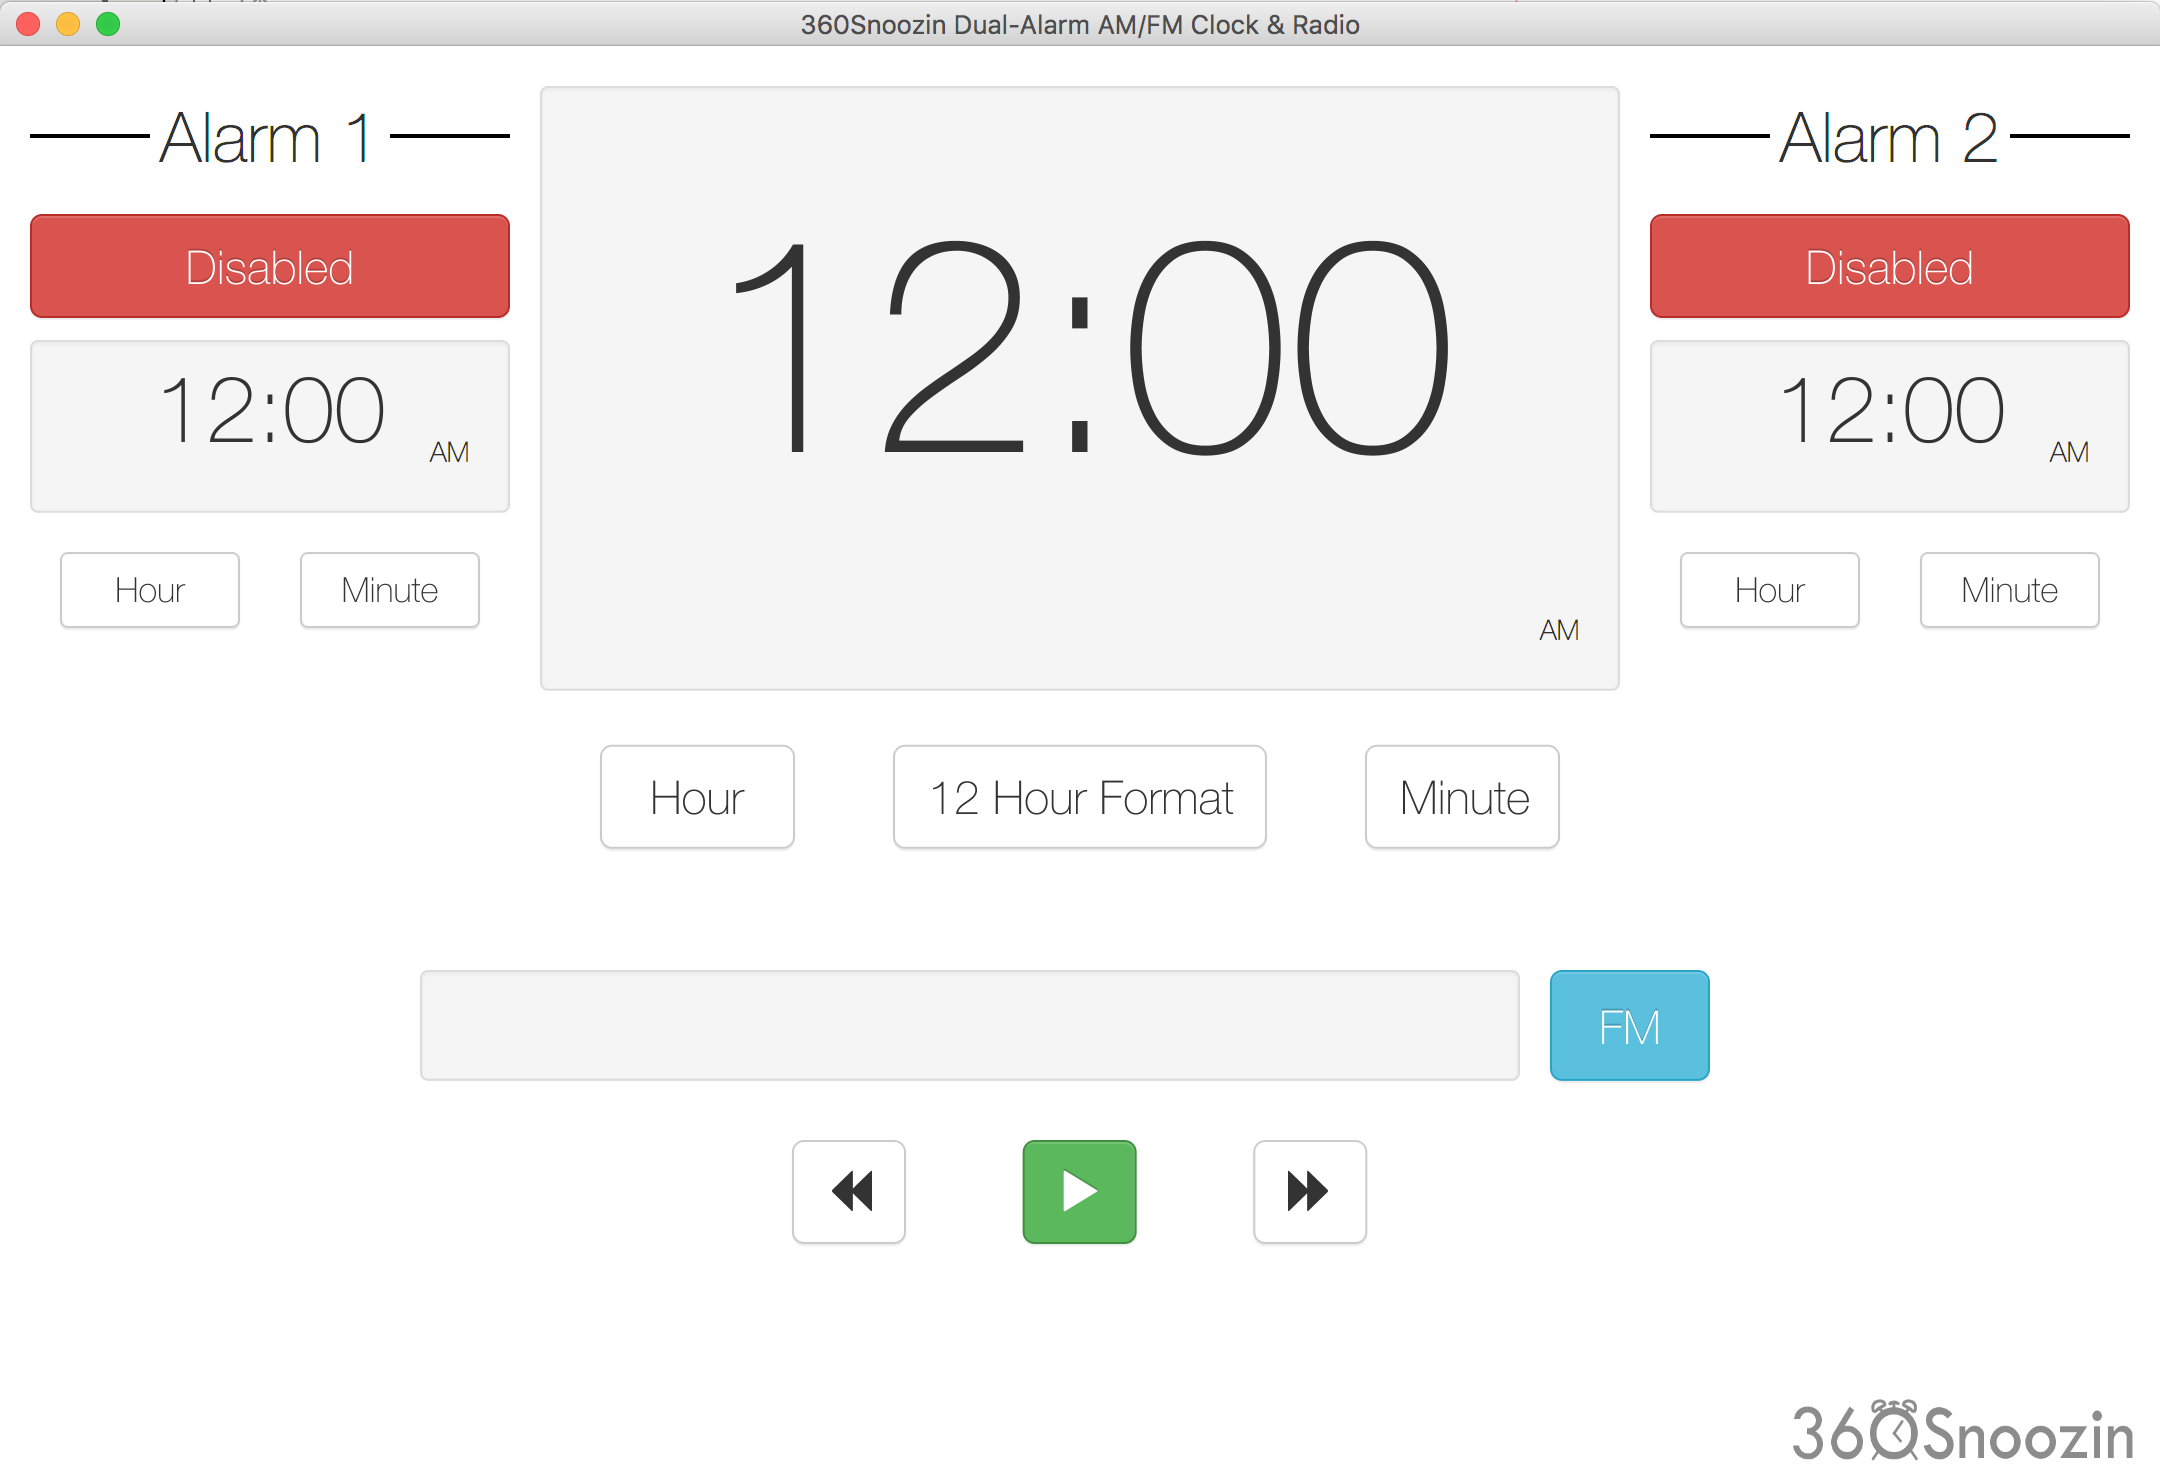 360Snoozin Dual-Alarm AM/FM Clock & Radio
Alarm 1
Disabled
12:00
AM
Hour
Minute
12:00
AM
Hour
12 Hour Format
Minute
Alarm 2
Disabled
12:00
AM
Hour
Minute
FM
360Snoozin